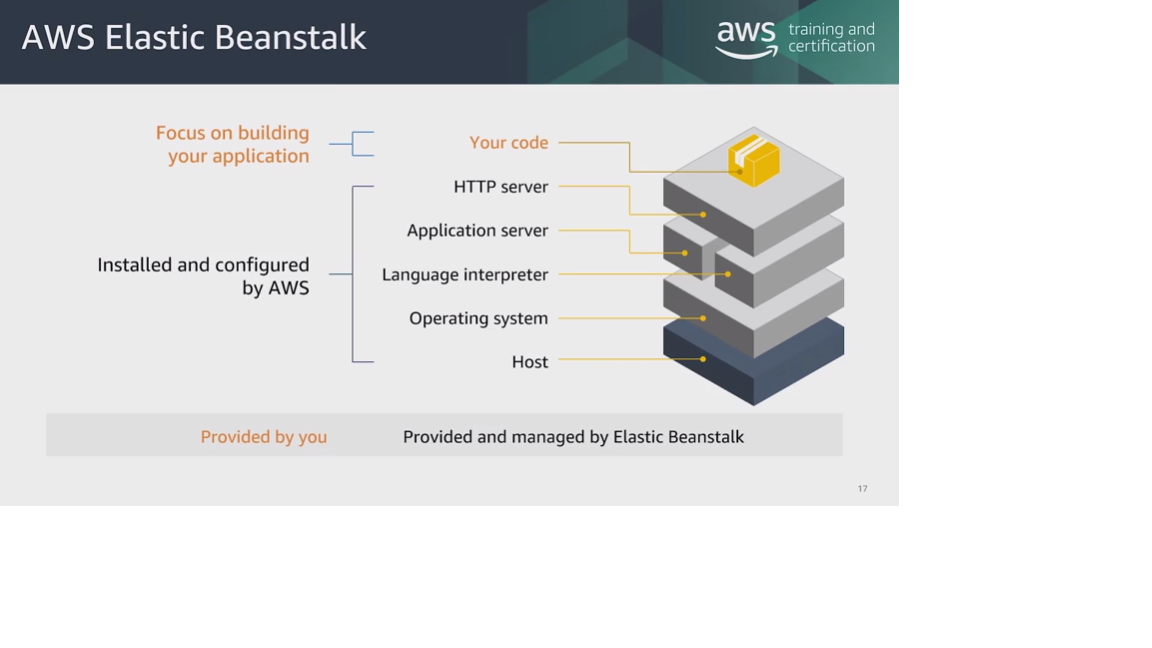 AWS Elastic Beanstalk
aws training and
certification
Focus on building
your application
Your code
HTTP server
Application server
Installed and configured
by AWS
Language interpreter
Operating system
Host
Provided by you
Provided and managed by Elastic Beanstalk
17